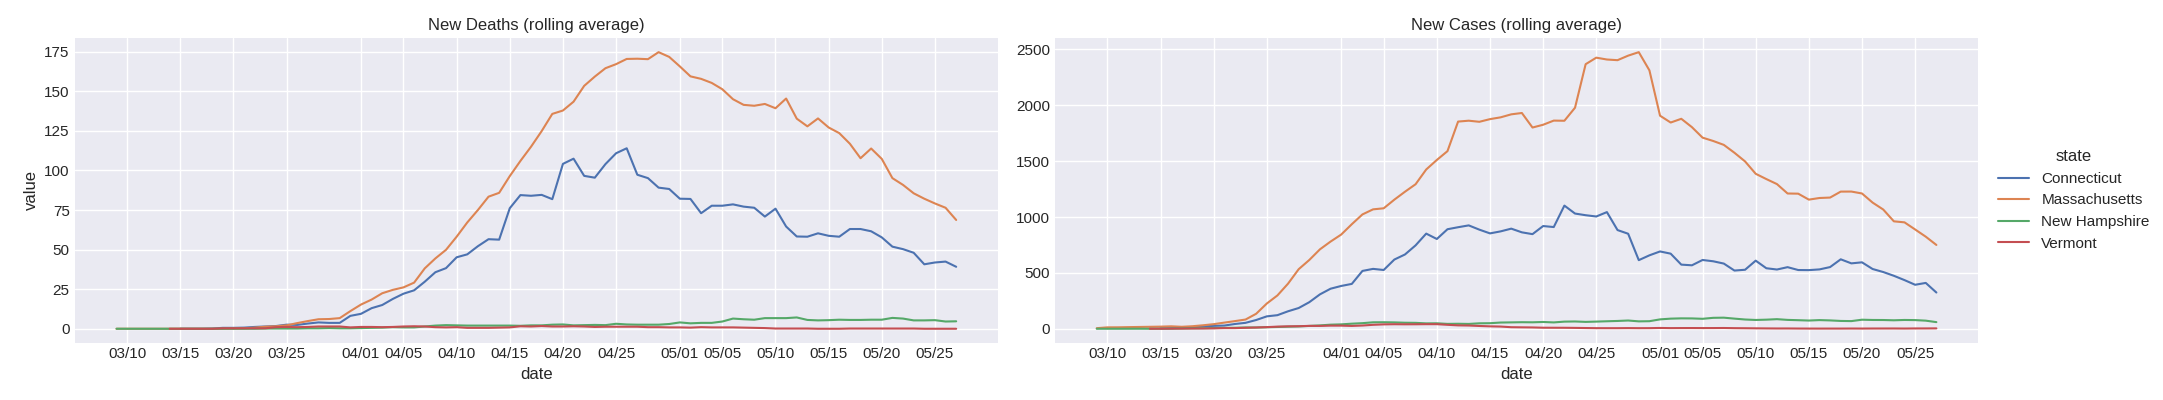 New Deaths (rolling average)
value
175
150
125
100
75
50
25
0
03/10 03/15 03/20 03/25 04/01 04/05 04/10 04/15 04/20 04/25 05/01 05/05 05/10 05/15 05/20 05/25
date
New Cases (rolling average)
2500
2000
1500
1000
500
0
03/10 03/15 03/20 03/25 04/01 04/05 04/10 04/15 04/20 04/25 05/01 05/05 05/10 05/15 05/20 05/25
date
state
Connecticut
Massachusetts
New Hampshire
Vermont